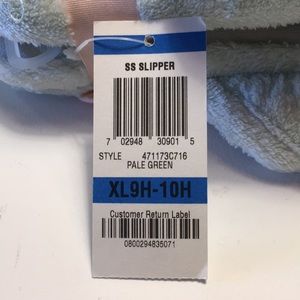 SS SLIPPER
7 02948 30901 5
STYLE 471173C716
PALE GREEN
XL9H-10H
Customer Return Label
0800294835071